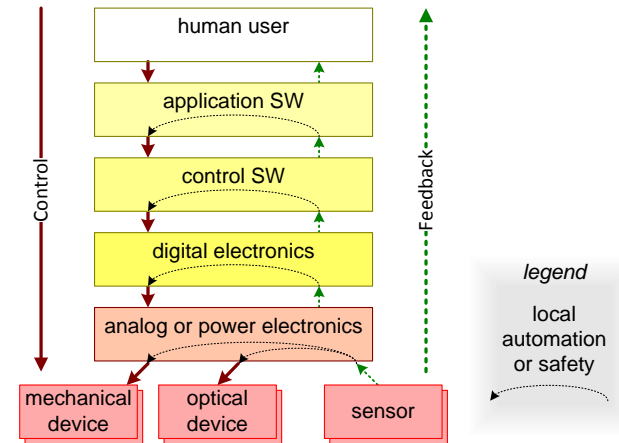 human user
application SW
control SW
digital electronics
analog or power electronics
mechanical
device
optical
device
sensor
Control
Feedback
legend
local
automation
or safety